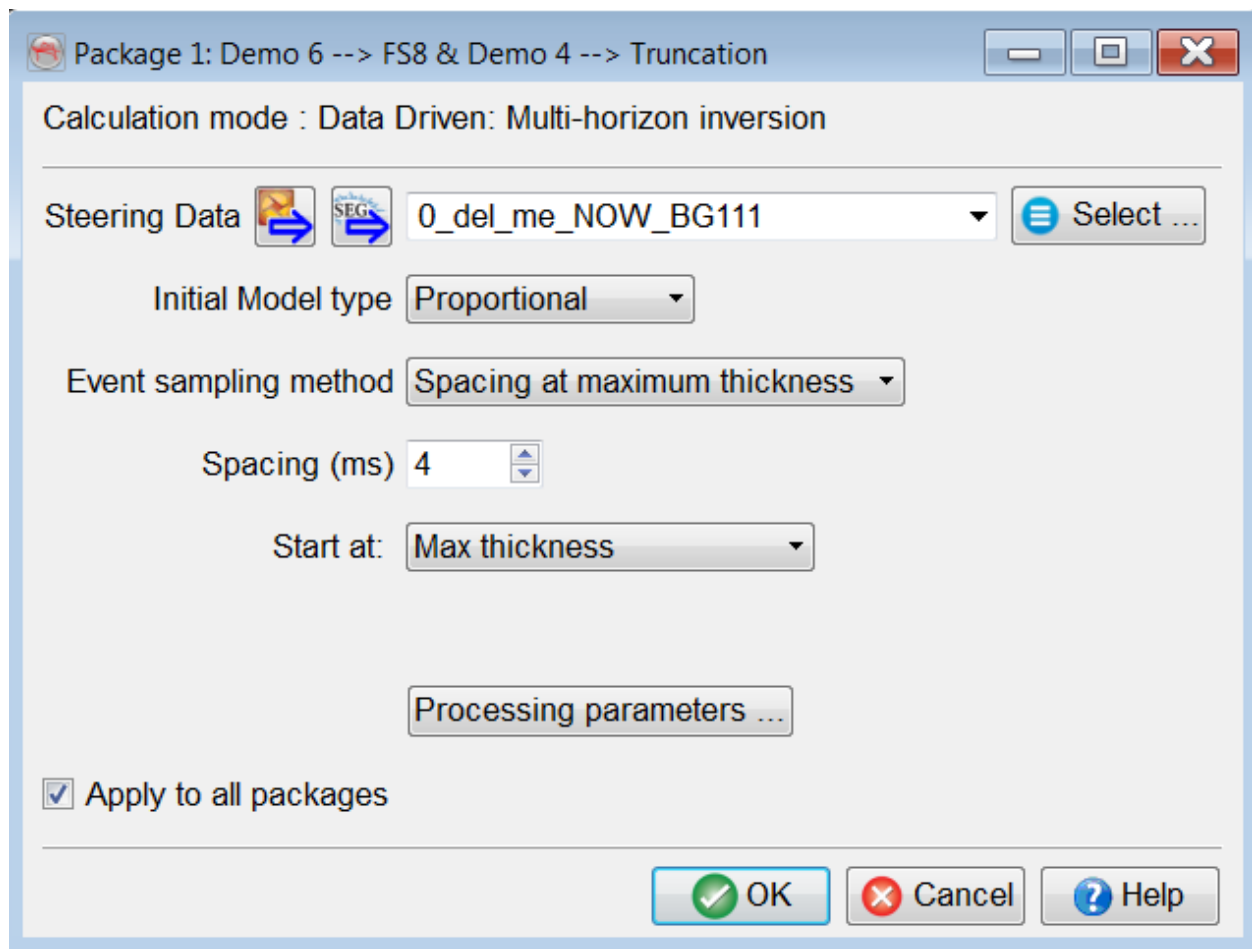 Package 1: Demo 6 --> FS8 & Demo 4 --> Truncation
Calculation mode : Data Driven: Multi-horizon inversion
Steering Data SEG 0_del_me_NOW_BG111 Select ...
Initial Model type Proportional
Event sampling method Spacing at maximum thickness
Spacing (ms) 4
Start at: Max thickness
Processing parameters ...
Apply to all packages
OK Cancel Help